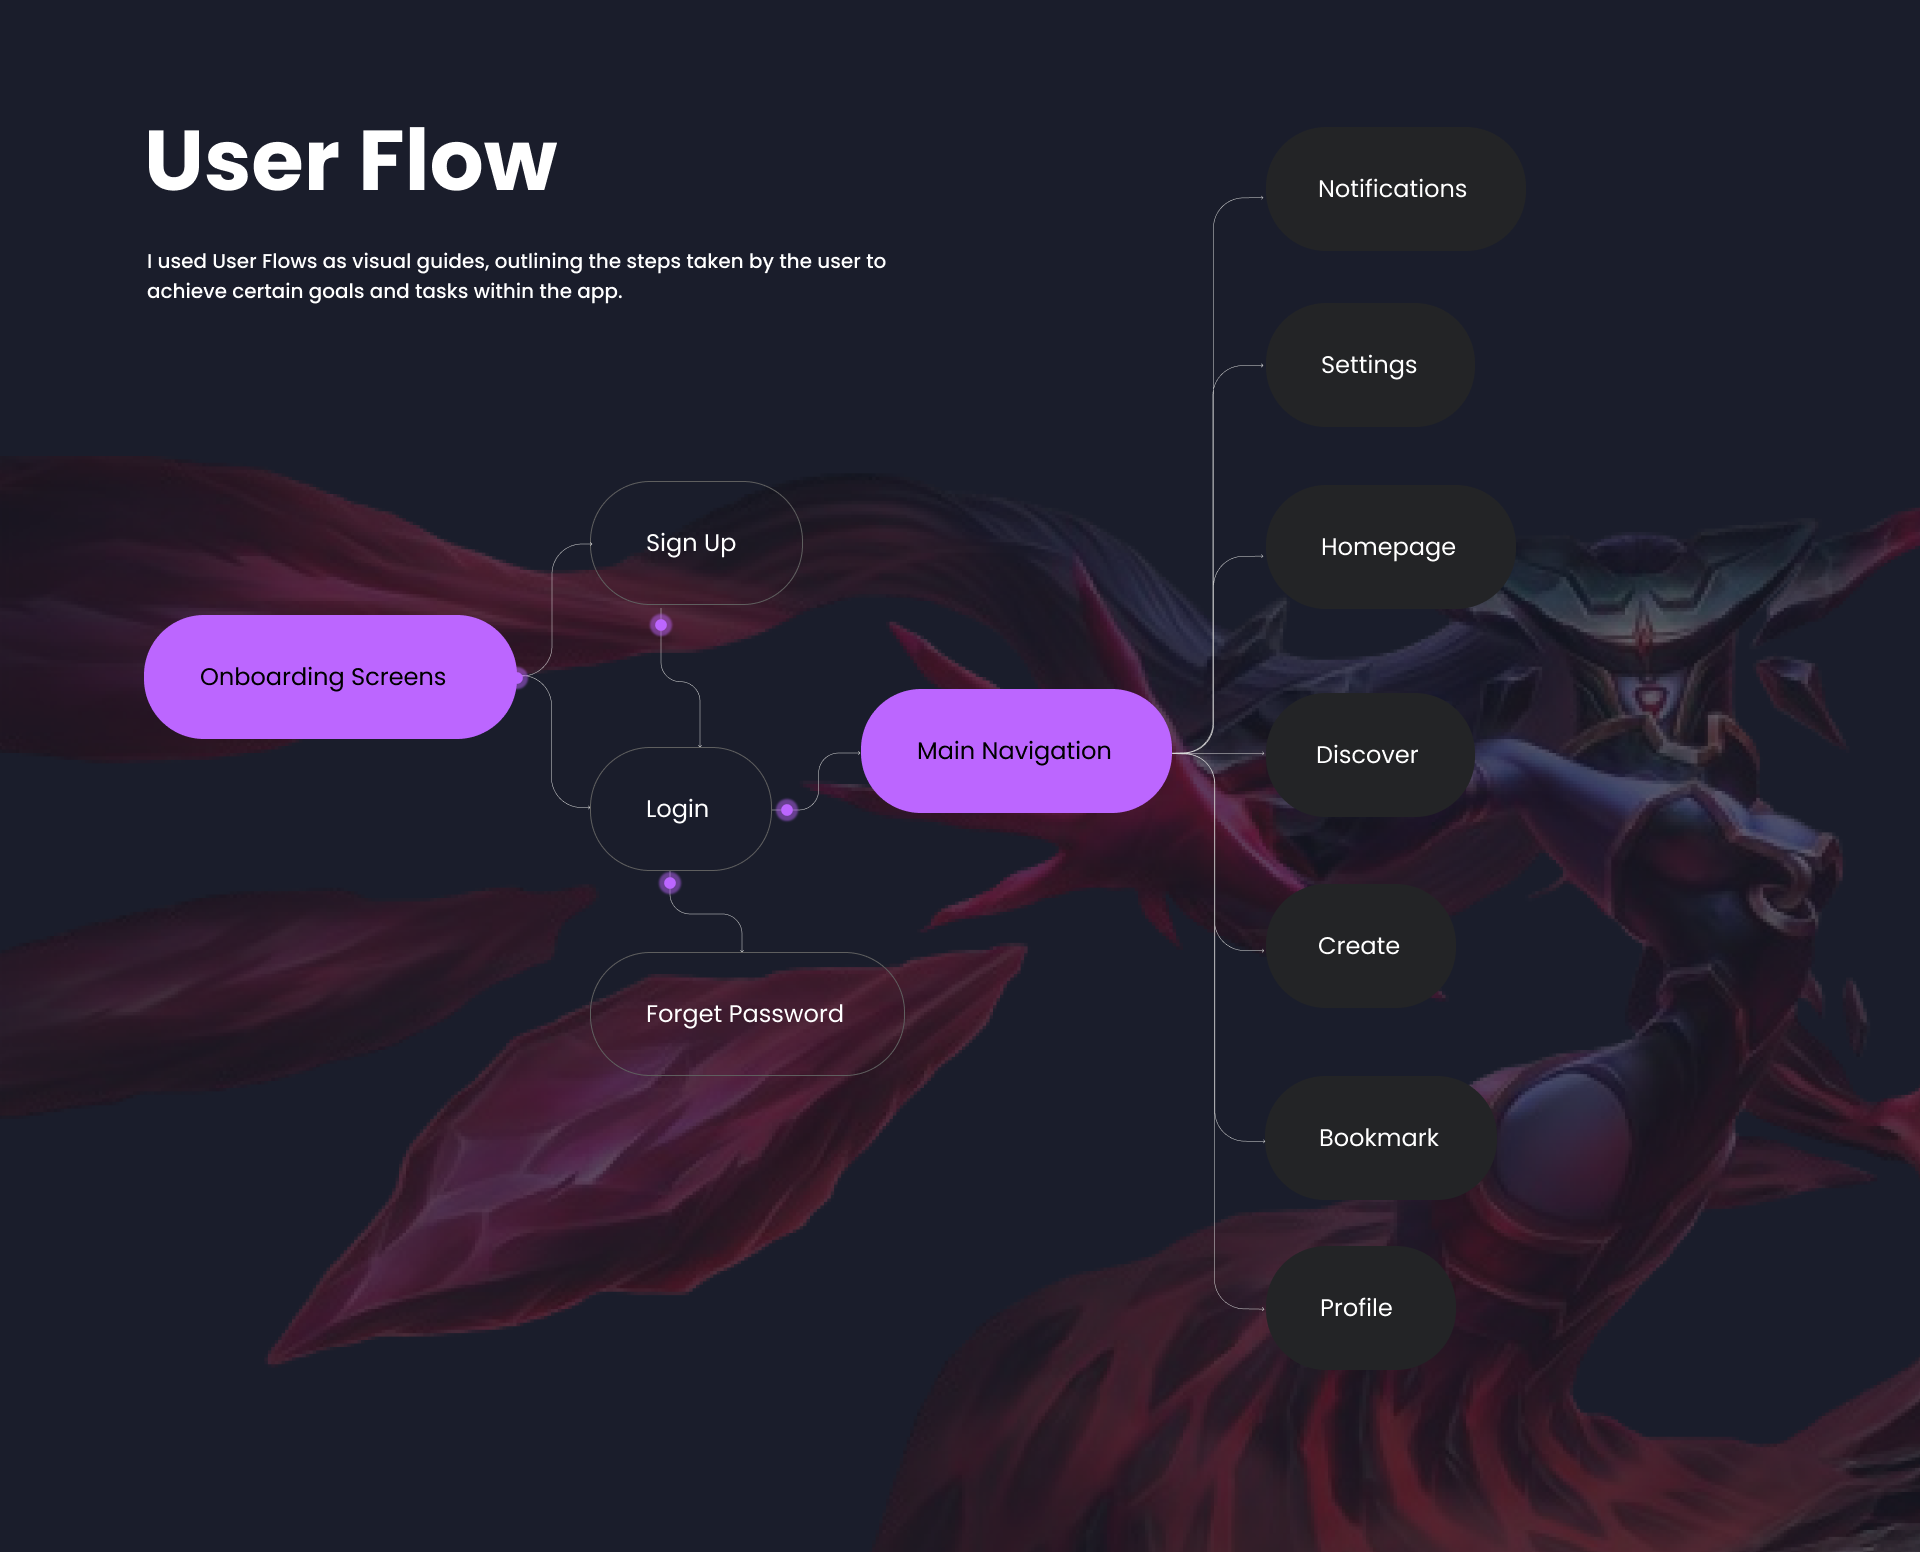 User Flow
I used User Flows as visual guides, outlining the steps taken by the user to
achieve certain goals and tasks within the app.
Onboarding Screens
Sign Up
Login
Forget Password
Main Navigation
Notifications
Settings
Homepage
Discover
Create
Bookmark
Profile